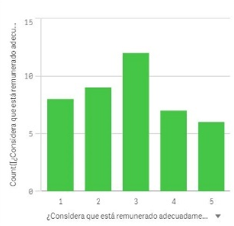 Count([¿Considera que está remunerado adecu...
15
10
5
0
1 2 3 4 5
¿Considera que está remunerado adecuadame...